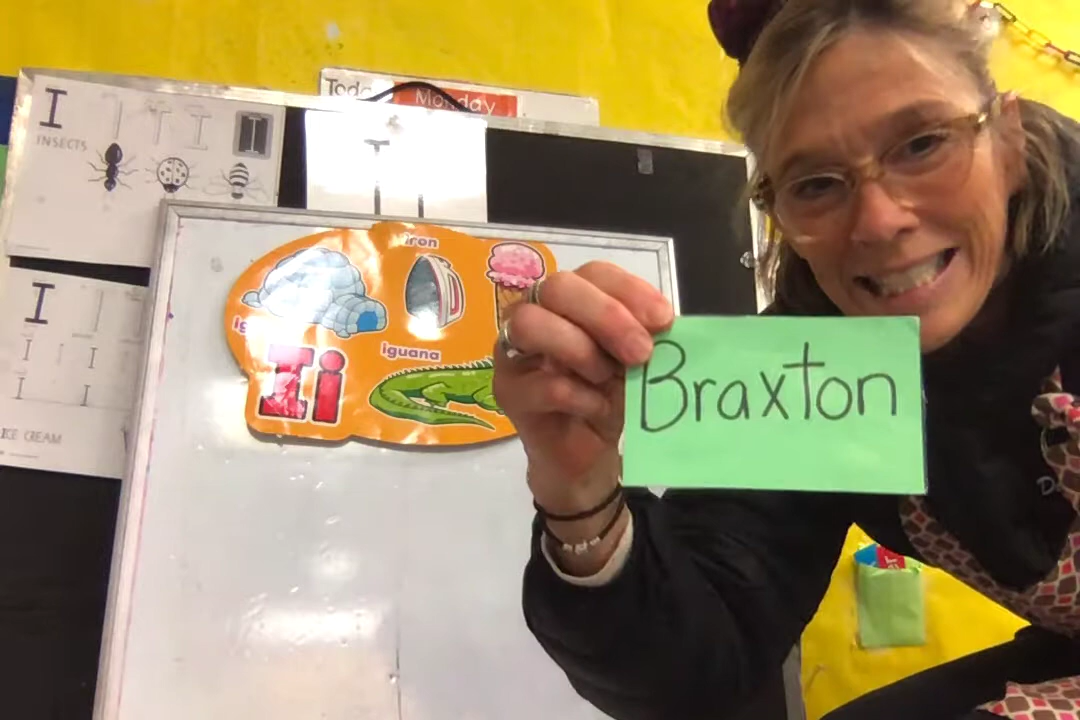 Today
Monday
I I
INSECTS
iron
iguana
Ii
Braxton
I
I I
I I
ICE CREAM